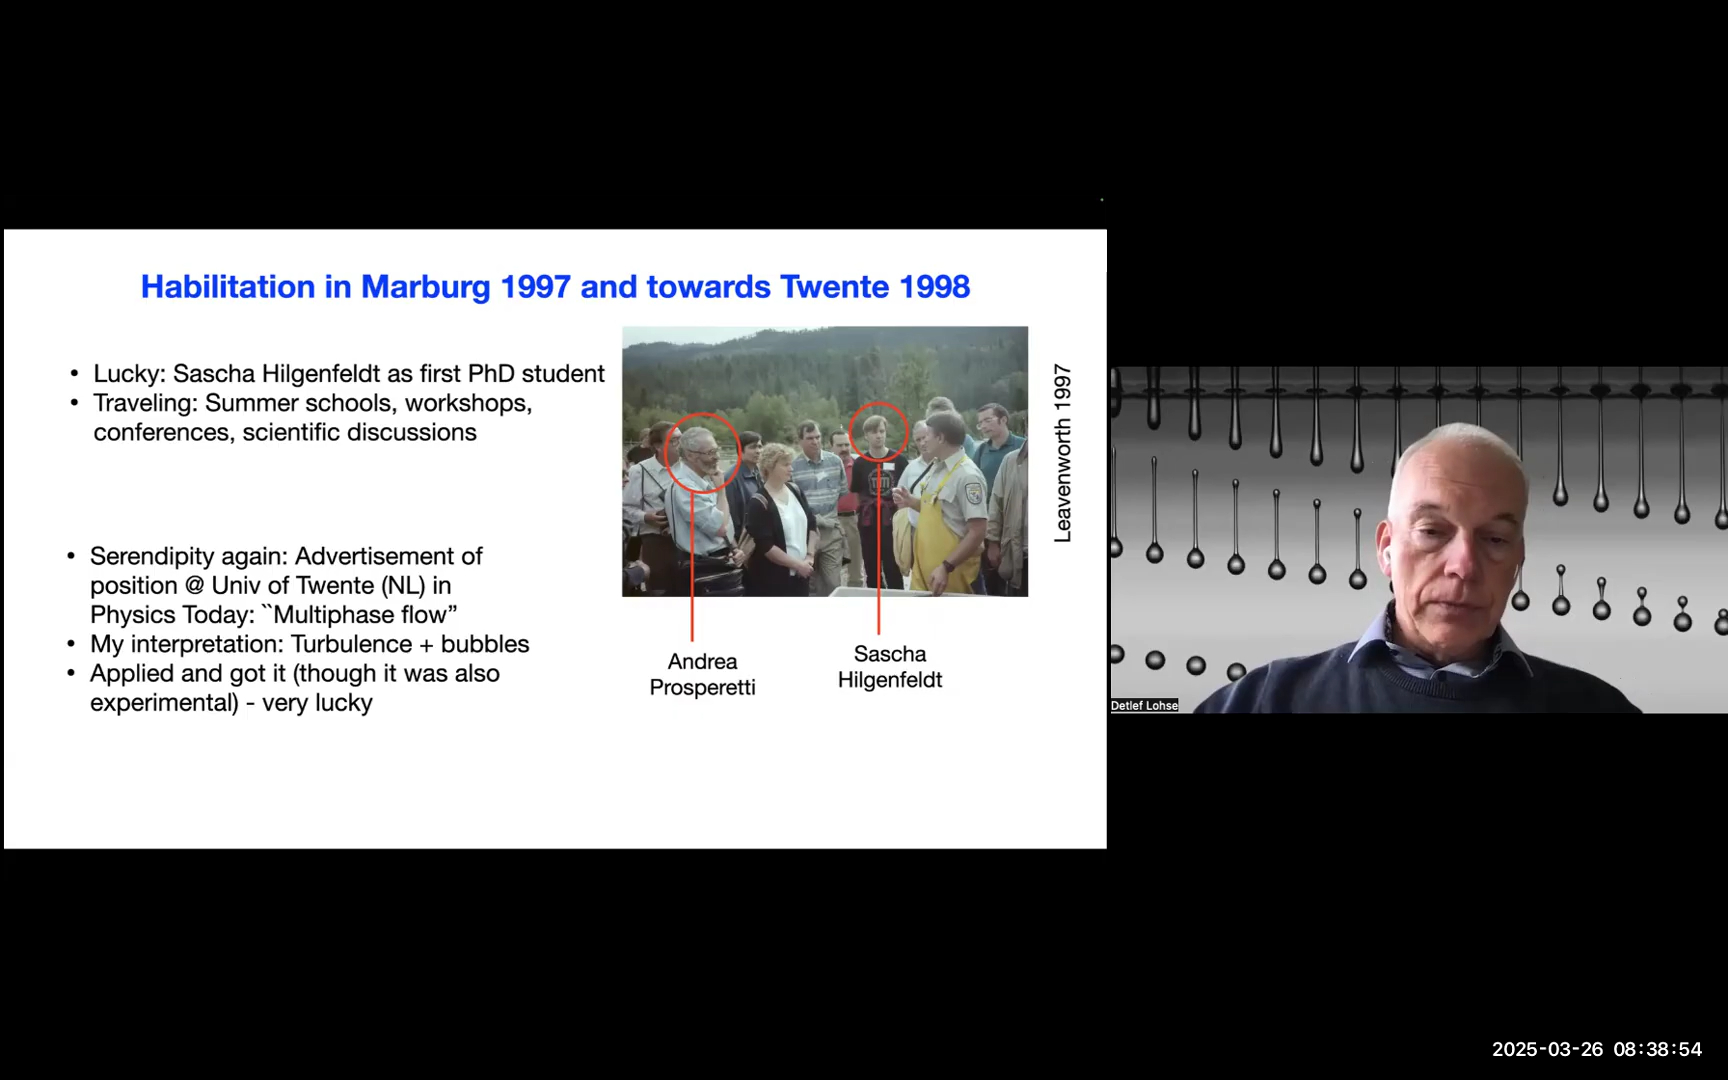 Habilitation in Marburg 1997 and towards Twente 1998
• Lucky: Sascha Hilgenfeldt as first PhD student
• Traveling: Summer schools, workshops,
conferences, scientific discussions
• Serendipity again: Advertisement of
position @ Univ of Twente (NL) in
Physics Today: ``Multiphase flow”
• My interpretation: Turbulence + bubbles
• Applied and got it (though it was also
experimental) - very lucky
Leavenworth 1997
Andrea
Prosperetti
Sascha
Hilgenfeldt
Detlef Lohse
2025-03-26 08:38:54